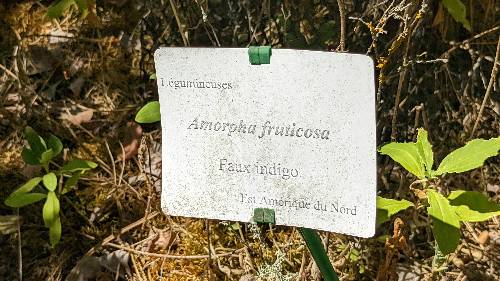 Légumineuses
Amorpha fruticosa
Faux indigo
Est Amérique du Nord